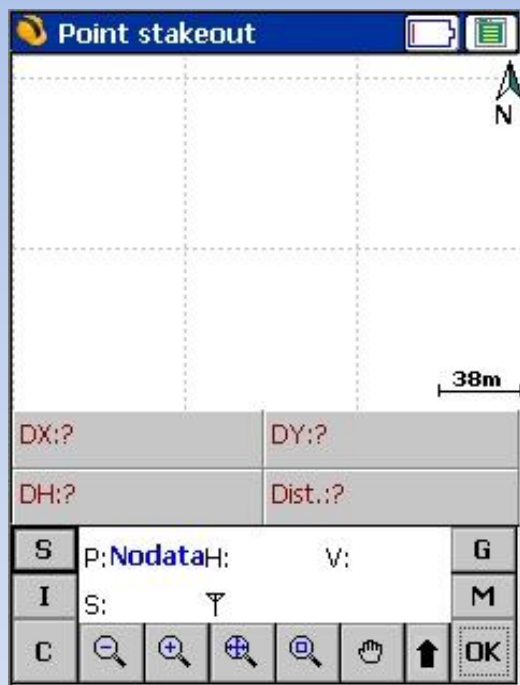 Point stakeout
N
38m
DX:? DY:?
DH:? Dist.:?
S P:NodataH: V: G
I S: M
C OK